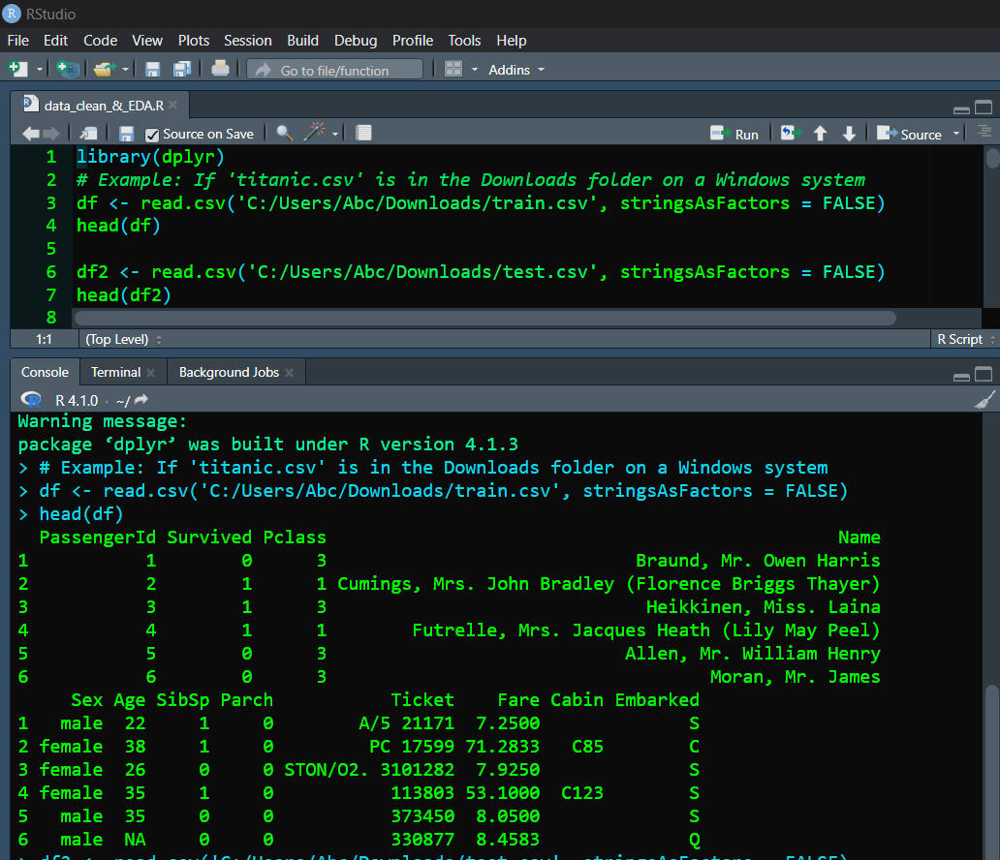 RStudio
File Edit Code View Plots Session Build Debug Profile Tools Help
Go to file/function Addins
data_clean_&_EDA.R
Source on Save Run Source
1 library(dplyr)
2 # Example: If 'titanic.csv' is in the Downloads folder on a Windows system
3 df <- read.csv('C:/Users/Abc/Downloads/train.csv', stringsAsFactors = FALSE)
4 head(df)
5
6 df2 <- read.csv('C:/Users/Abc/Downloads/test.csv', stringsAsFactors = FALSE)
7 head(df2)
8
1:1 (Top Level) R Script
Console Terminal Background Jobs
R 4.1.0 · ~/
Warning message:
package ‘dplyr’ was built under R version 4.1.3
> # Example: If 'titanic.csv' is in the Downloads folder on a Windows system
> df <- read.csv('C:/Users/Abc/Downloads/train.csv', stringsAsFactors = FALSE)
> head(df)
PassengerId Survived Pclass Name
1 1 0 3 Braund, Mr. Owen Harris
2 2 1 1 Cumings, Mrs. John Bradley (Florence Briggs Thayer)
3 3 1 3 Heikkinen, Miss. Laina
4 4 1 1 Futrelle, Mrs. Jacques Heath (Lily May Peel)
5 5 0 3 Allen, Mr. William Henry
6 6 0 3 Moran, Mr. James
Sex Age SibSp Parch Ticket Fare Cabin Embarked
1 male 22 1 0 A/5 21171 7.2500 S
2 female 38 1 0 PC 17599 71.2833 C85 C
3 female 26 0 0 STON/O2. 3101282 7.9250 S
4 female 35 1 0 113803 53.1000 C123 S
5 male 35 0 0 373450 8.0500 S
6 male NA 0 0 330877 8.4583 Q
> df2 <- read.csv('C:/Users/Abc/Downloads/test.csv', stringsAsFactors = FALSE)